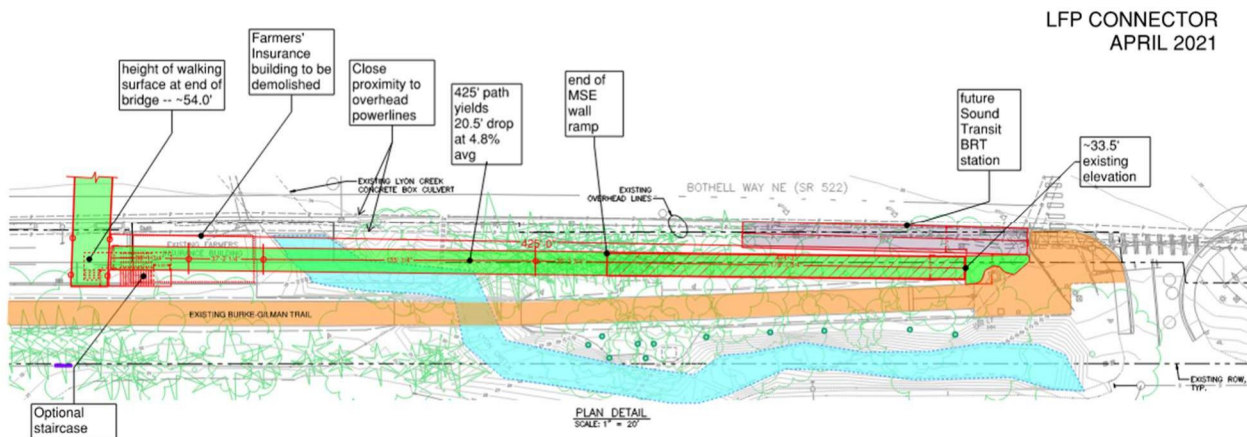 LFP CONNECTOR
APRIL 2021
height of walking
surface at end of
bridge -- ~54.0'
Farmers'
Insurance
building to be
demolished
Close
proximity to
overhead
powerlines
425' path
yields
20.5' drop
at 4.8%
avg
end of
MSE
wall
ramp
future
Sound
Transit
BRT
station
~33.5'
existing
elevation
EXISTING LYON CREEK
CONCRETE BOX CULVERT
EXISTING
OVERHEAD LINES
BOTHELL WAY NE (SR 522)
EXISTING FARMERS
INSURANCE BUILDING
425'-0"
EXISTING BURKE-GILMAN TRAIL
Optional
staircase
PLAN DETAIL
SCALE: 1" = 20'
EXISTING ROW,
TYP.